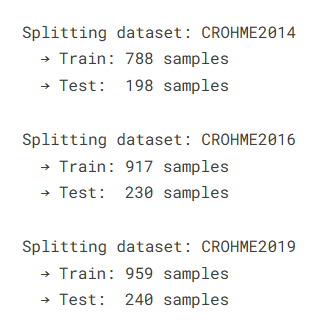 Splitting dataset: CROHME2014
→ Train: 788 samples
→ Test:  198 samples
Splitting dataset: CROHME2016
→ Train: 917 samples
→ Test:  230 samples
Splitting dataset: CROHME2019
→ Train: 959 samples
→ Test:  240 samples